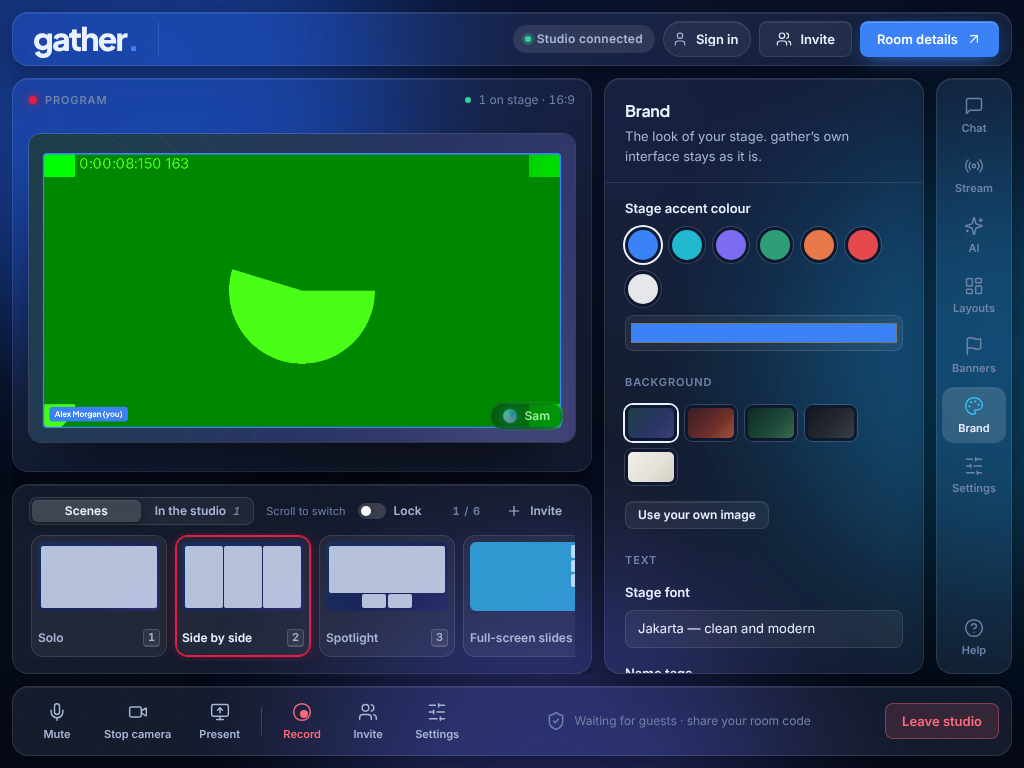 gather.
Studio connected
Sign in
Invite
Room details
PROGRAM
1 on stage · 16:9
0:00:08:150 163
Alex Morgan (you)
Sam
Scenes
In the studio 1
Scroll to switch
Lock
1 / 6
Invite
Solo
1
Side by side
2
Spotlight
3
Full-screen slides
Brand
The look of your stage. gather's own
interface stays as it is.
Stage accent colour
BACKGROUND
Use your own image
TEXT
Stage font
Jakarta — clean and modern
Name tags
Chat
Stream
AI
Layouts
Banners
Brand
Settings
Help
Mute
Stop camera
Present
Record
Invite
Settings
Waiting for guests · share your room code
Leave studio